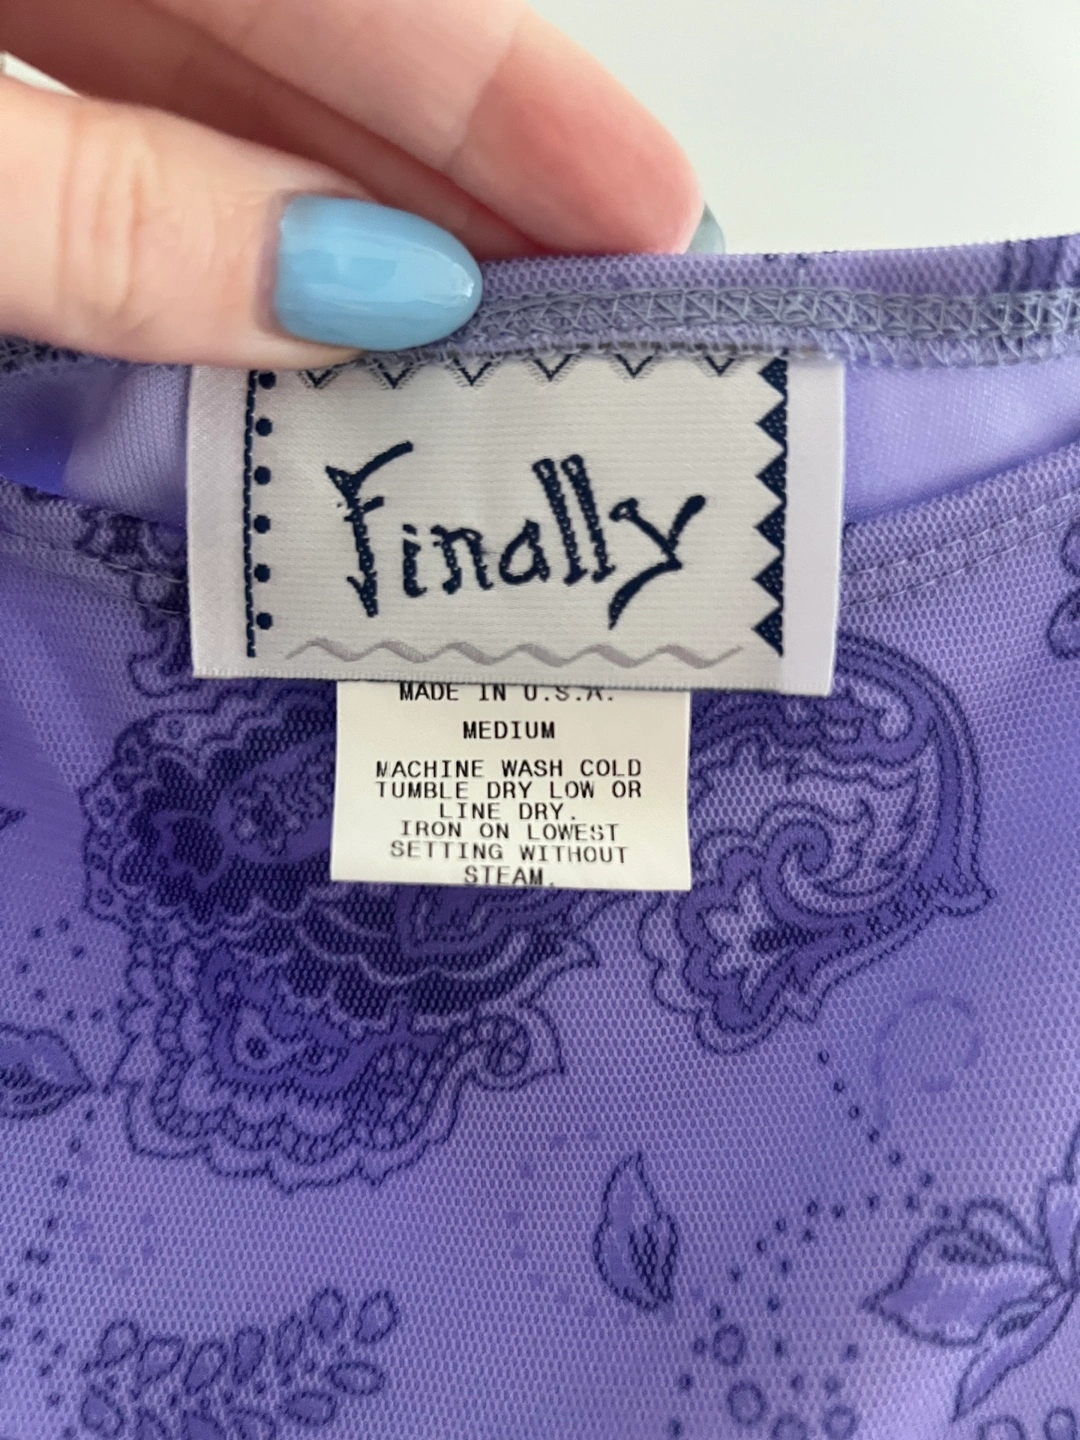 Finally
MADE IN U.S.A.
MEDIUM
MACHINE WASH COLD
TUMBLE DRY LOW OR
LINE DRY.
IRON ON LOWEST
SETTING WITHOUT
STEAM.